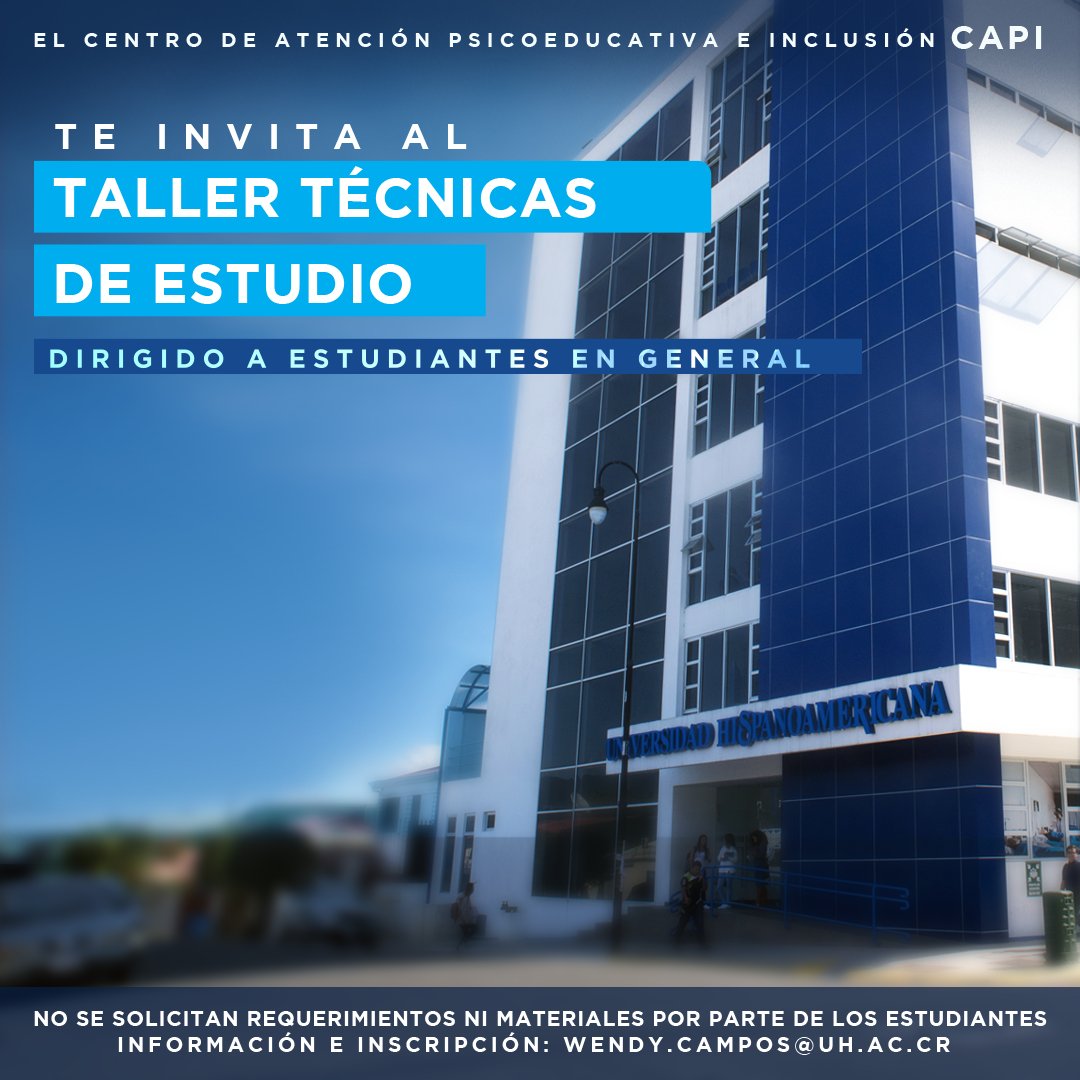 EL CENTRO DE ATENCIÓN PSICOEDUCATIVA E INCLUSIÓN CAPI
TE INVITA AL
TALLER TÉCNICAS
DE ESTUDIO
DIRIGIDO A ESTUDIANTES EN GENERAL
UNIVERSIDAD HISPANOAMERICANA
NO SE SOLICITAN REQUERIMIENTOS NI MATERIALES POR PARTE DE LOS ESTUDIANTES
INFORMACIÓN E INSCRIPCIÓN: WENDY.CAMPOS@UH.AC.CR